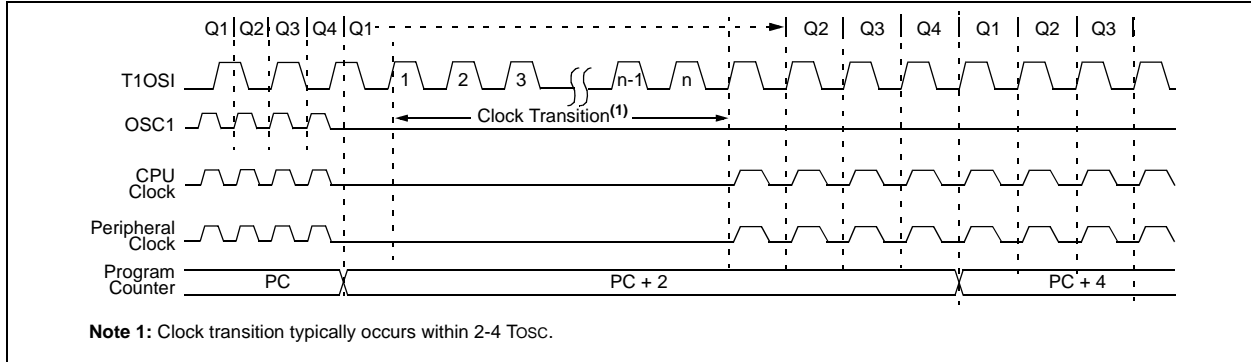 Q1 Q2 Q3 Q4 Q1 Q2 Q3 Q4 Q1 Q2 Q3
T1OSI 1 2 3 n-1 n
Clock Transition(1)
OSC1
CPU
Clock
Peripheral
Clock
Program
Counter
PC PC + 2 PC + 4
Note 1: Clock transition typically occurs within 2-4 TOSC.